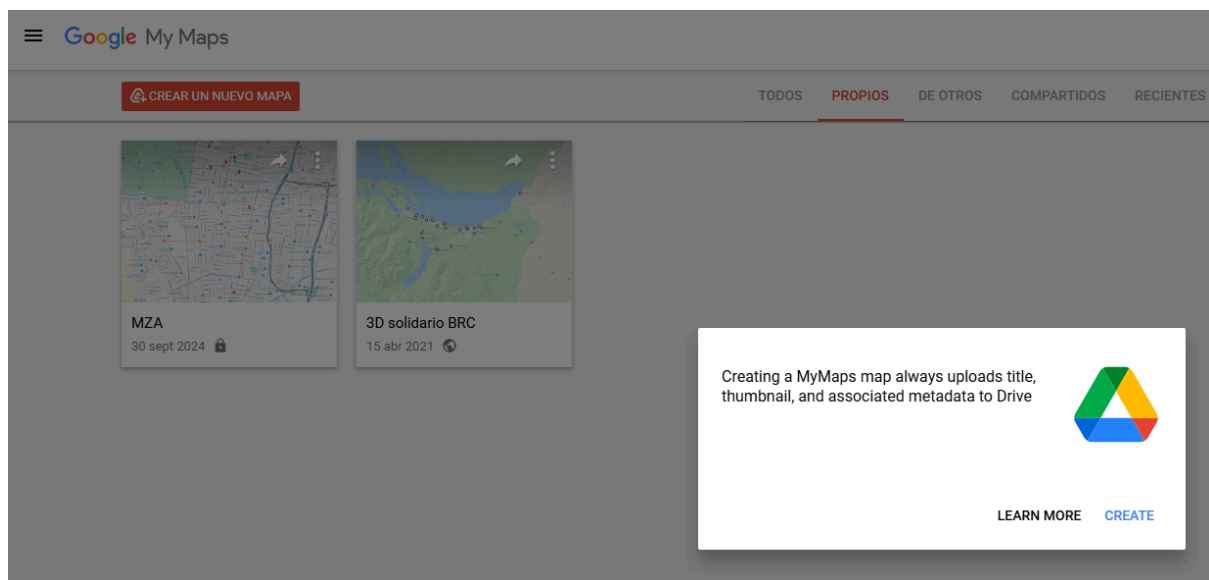 Google My Maps
CREAR UN NUEVO MAPA
TODOS PROPIOS DE OTROS COMPARTIDOS RECIENTES
MZA
30 sept 2024
3D solidario BRC
15 abr 2021
Creating a MyMaps map always uploads title,
thumbnail, and associated metadata to Drive
LEARN MORE CREATE